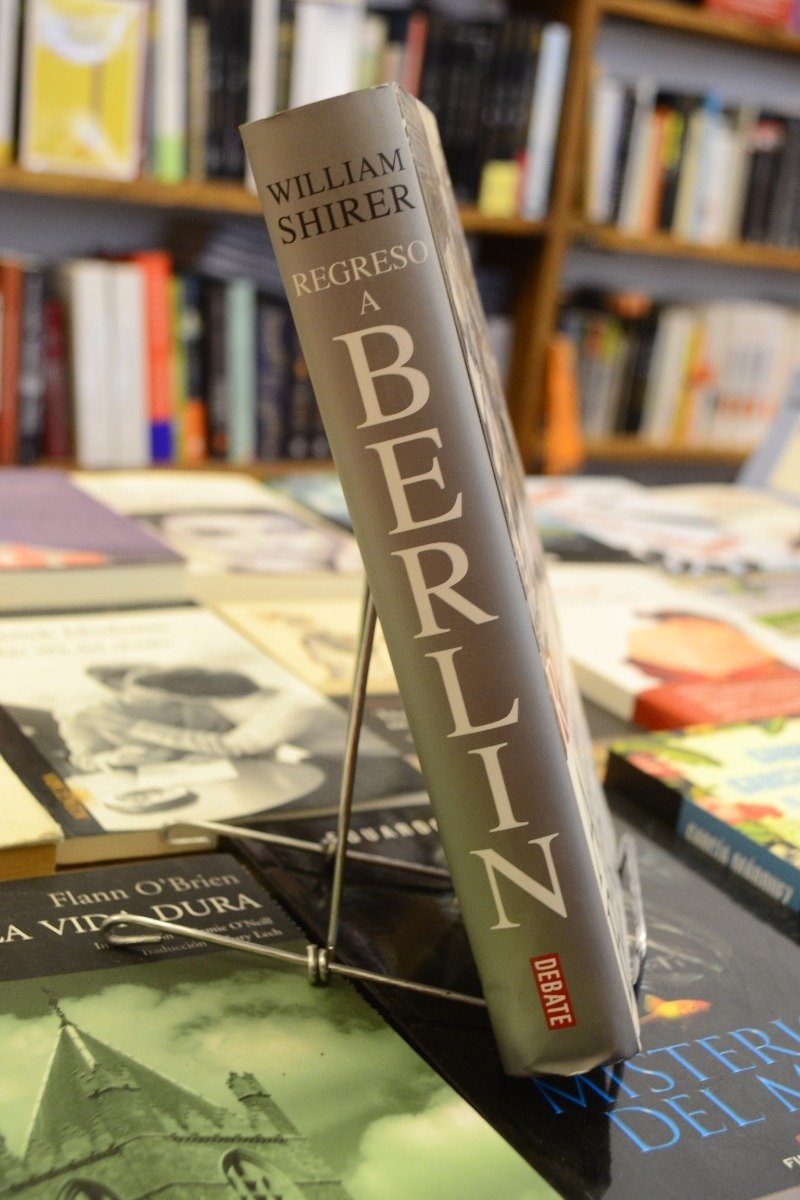 WILLIAM
SHIRER
REGRESO
A
BERLIN
DEBATE
Flann O'Brien
LA VIDA DURA
MISTERI
DEL M